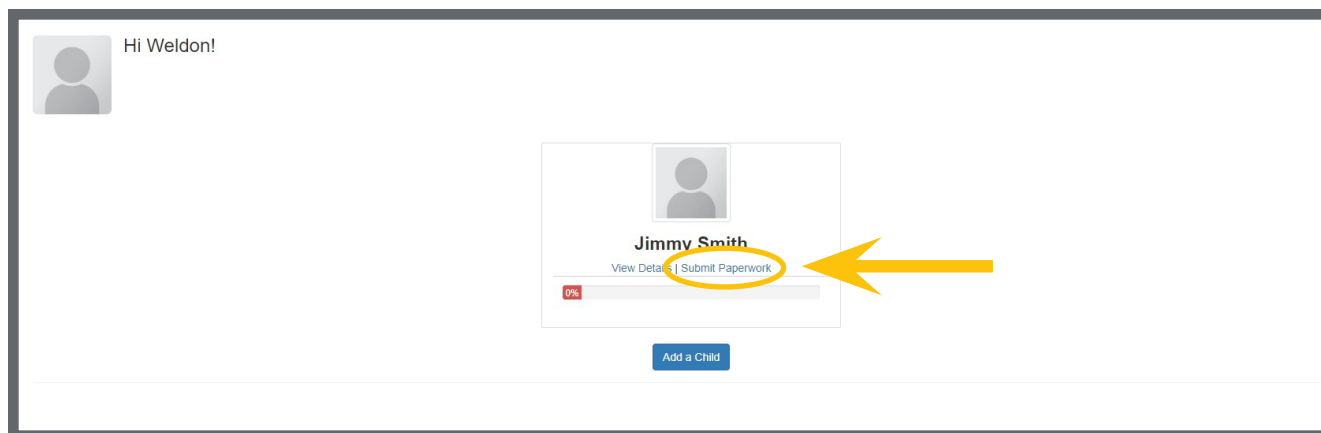 Hi Weldon!
Jimmy Smith
View Details | Submit Paperwork
0%
Add a Child